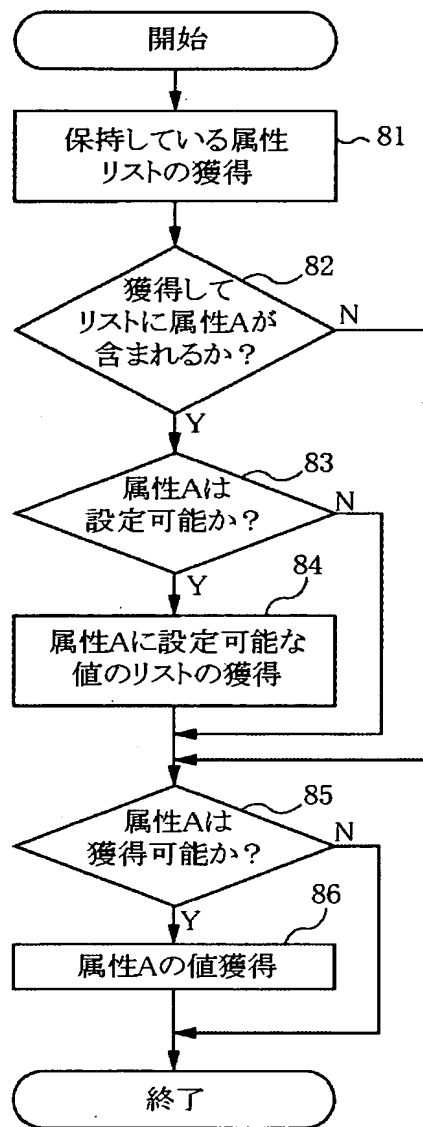 開始
保持している属性
リストの獲得
81
82
獲得して
リストに属性Aが
含まれるか?
N
Y
83
属性Aは
設定可能か?
N
Y
84
属性Aに設定可能な
値のリストの獲得
85
属性Aは
獲得可能か?
N
Y
86
属性Aの値獲得
終了